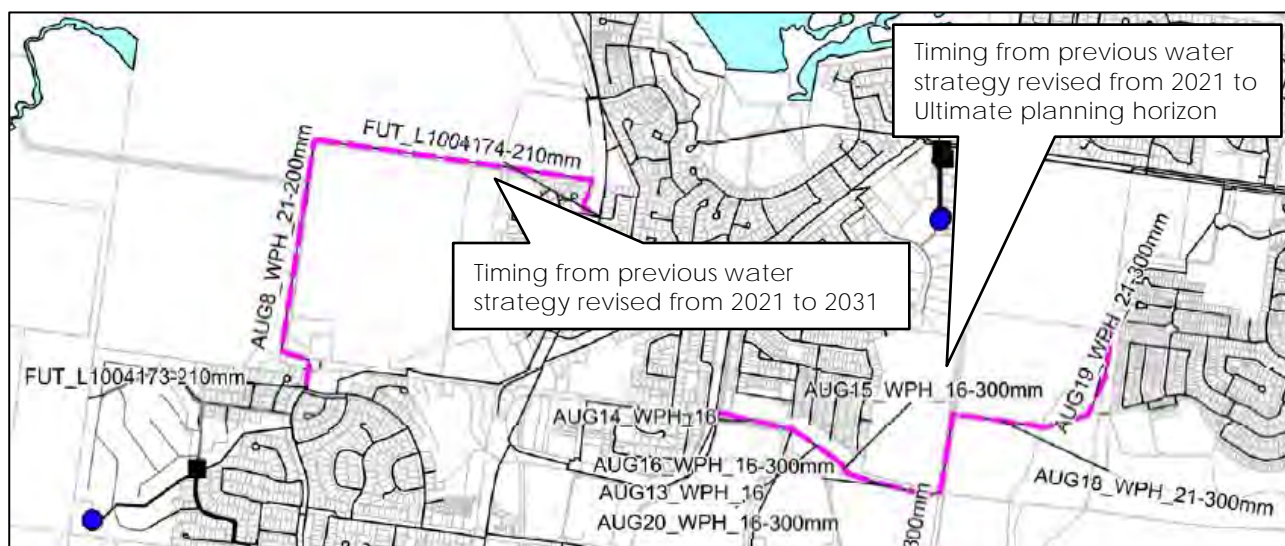 Timing from previous water
strategy revised from 2021 to
Ultimate planning horizon
FUT_L1004174-210mm
AUG8_WPH_21-200mm
Timing from previous water
strategy revised from 2021 to 2031
AUG19_WPH_21-300mm
FUT_L1004173-210mm
AUG15_WPH_16-300mm
AUG14_WPH_16
AUG16_WPH_16-300mm
AUG13_WPH_16
AUG18_WPH_21-300mm
AUG20_WPH_16-300mm
300mm